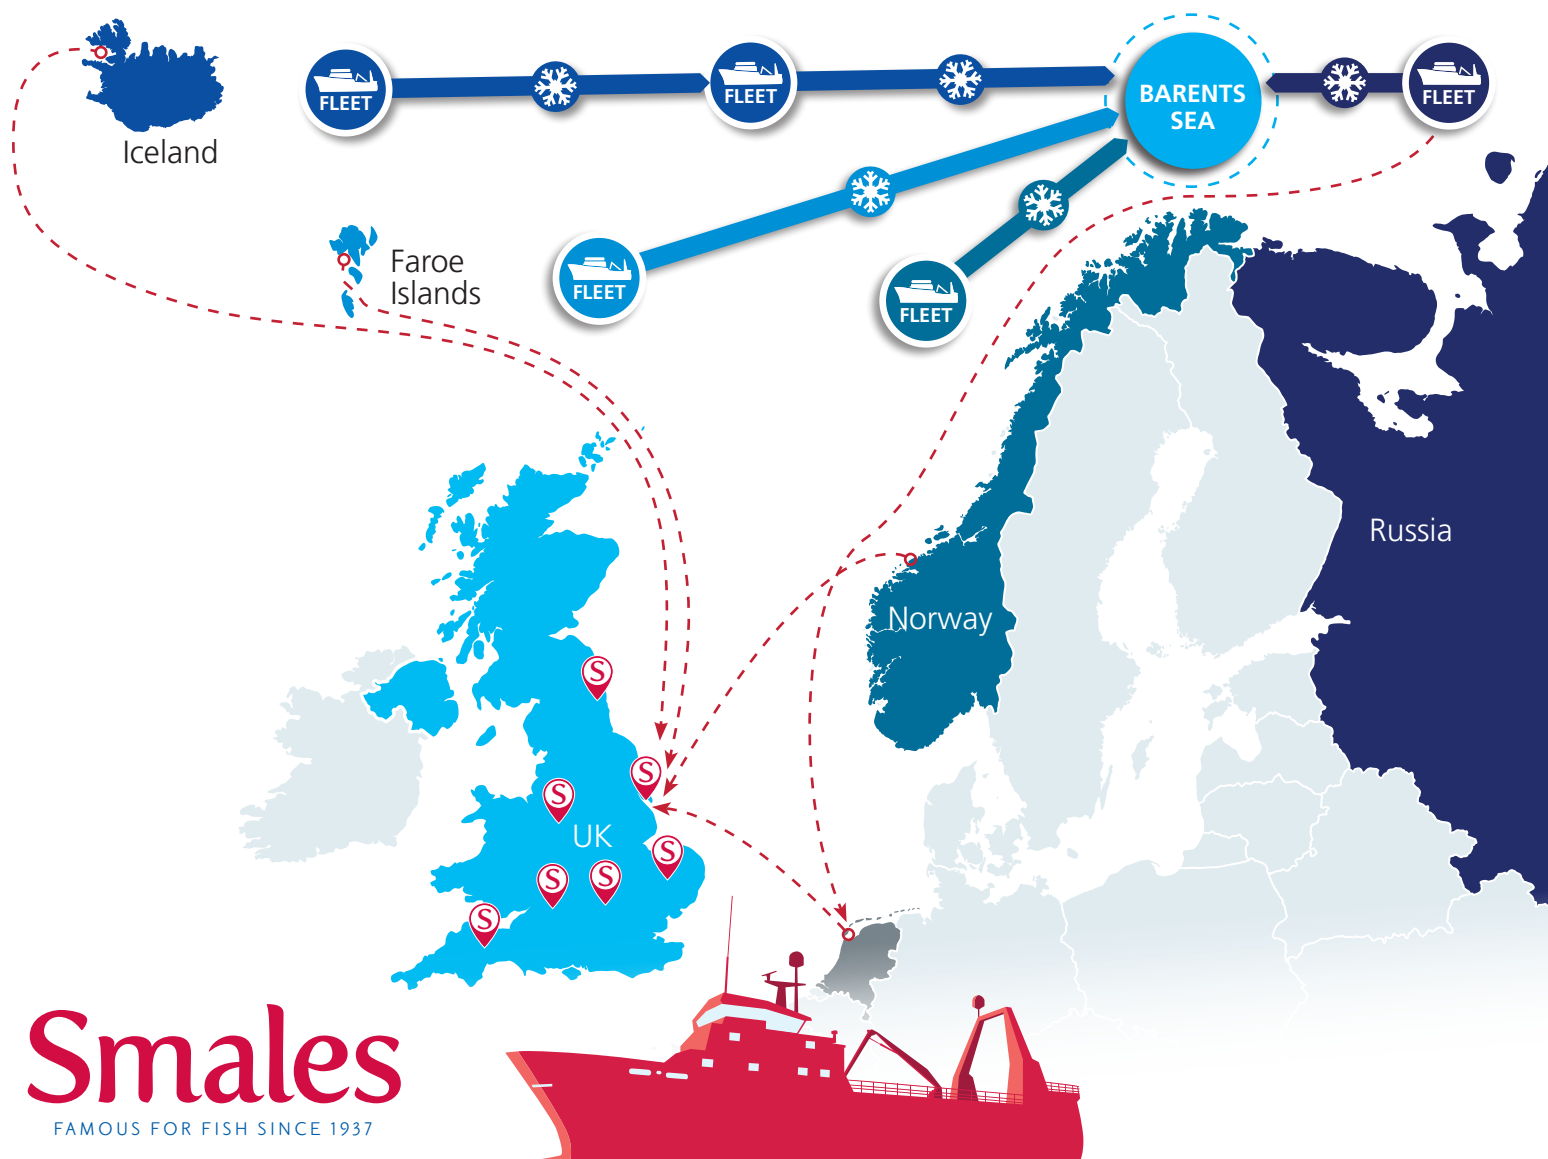 FLEET
FLEET
BARENTS
SEA
FLEET
Iceland
Faroe
Islands
FLEET
FLEET
Russia
Norway
S
S
S
UK
S
S
S
S
Smales
FAMOUS FOR FISH SINCE 1937